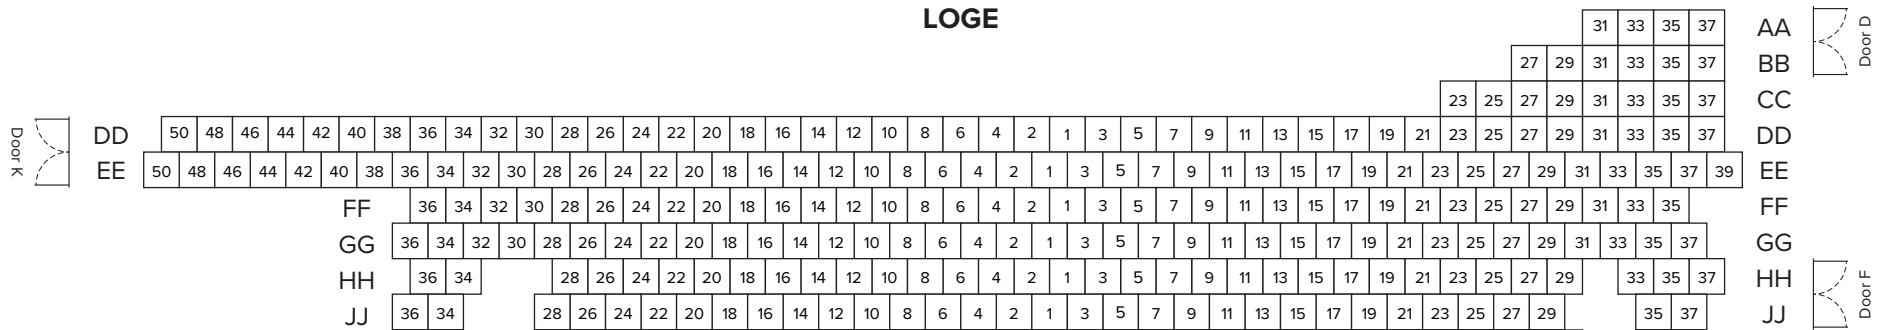 LOGE
31 33 35 37 AA
27 29 31 33 35 37 BB
Door D
23 25 27 29 31 33 35 37 CC
DD 50 48 46 44 42 40 38 36 34 32 30 28 26 24 22 20 18 16 14 12 10 8 6 4 2 1 3 5 7 9 11 13 15 17 19 21 23 25 27 29 31 33 35 37 DD
Door K
EE 50 48 46 44 42 40 38 36 34 32 30 28 26 24 22 20 18 16 14 12 10 8 6 4 2 1 3 5 7 9 11 13 15 17 19 21 23 25 27 29 31 33 35 37 39 EE
FF 36 34 32 30 28 26 24 22 20 18 16 14 12 10 8 6 4 2 1 3 5 7 9 11 13 15 17 19 21 23 25 27 29 31 33 35 FF
GG 36 34 32 30 28 26 24 22 20 18 16 14 12 10 8 6 4 2 1 3 5 7 9 11 13 15 17 19 21 23 25 27 29 31 33 35 37 GG
HH 36 34 28 26 24 22 20 18 16 14 12 10 8 6 4 2 1 3 5 7 9 11 13 15 17 19 21 23 25 27 29 33 35 37 HH
Door F
JJ 36 34 28 26 24 22 20 18 16 14 12 10 8 6 4 2 1 3 5 7 9 11 13 15 17 19 21 23 25 27 29 35 37 JJ